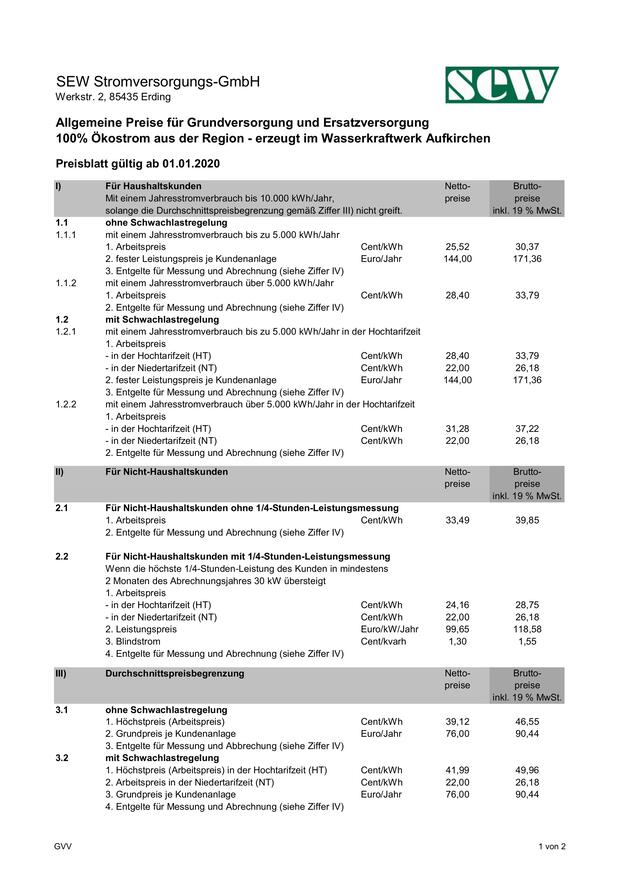 SEW Stromversorgungs-GmbH
Werkstr. 2, 85435 Erding
sew
Allgemeine Preise für Grundversorgung und Ersatzversorgung
100% Ökostrom aus der Region - erzeugt im Wasserkraftwerk Aufkirchen
Preisblatt gültig ab 01.01.2020
I) Für Haushaltskunden Netto- Brutto-
Mit einem Jahresstromverbrauch bis 10.000 kWh/Jahr, preise preise
solange die Durchschnittspreisbegrenzung gemäß Ziffer III) nicht greift. inkl. 19 % MwSt.
1.1 ohne Schwachlastregelung
1.1.1 mit einem Jahresstromverbrauch bis zu 5.000 kWh/Jahr
1. Arbeitspreis Cent/kWh 25,52 30,37
2. fester Leistungspreis je Kundenanlage Euro/Jahr 144,00 171,36
3. Entgelte für Messung und Abrechnung (siehe Ziffer IV)
1.1.2 mit einem Jahresstromverbrauch über 5.000 kWh/Jahr
1. Arbeitspreis Cent/kWh 28,40 33,79
2. Entgelte für Messung und Abrechnung (siehe Ziffer IV)
1.2 mit Schwachlastregelung
1.2.1 mit einem Jahresstromverbrauch bis zu 5.000 kWh/Jahr in der Hochtarifzeit
1. Arbeitspreis
- in der Hochtarifzeit (HT) Cent/kWh 28,40 33,79
- in der Niedertarifzeit (NT) Cent/kWh 22,00 26,18
2. fester Leistungspreis je Kundenanlage Euro/Jahr 144,00 171,36
3. Entgelte für Messung und Abrechnung (siehe Ziffer IV)
1.2.2 mit einem Jahresstromverbrauch über 5.000 kWh/Jahr in der Hochtarifzeit
1. Arbeitspreis
- in der Hochtarifzeit (HT) Cent/kWh 31,28 37,22
- in der Niedertarifzeit (NT) Cent/kWh 22,00 26,18
2. Entgelte für Messung und Abrechnung (siehe Ziffer IV)
II) Für Nicht-Haushaltskunden Netto- Brutto-
preise preise
inkl. 19 % MwSt.
2.1 Für Nicht-Haushaltskunden ohne 1/4-Stunden-Leistungsmessung
1. Arbeitspreis Cent/kWh 33,49 39,85
2. Entgelte für Messung und Abrechnung (siehe Ziffer IV)
2.2 Für Nicht-Haushaltskunden mit 1/4-Stunden-Leistungsmessung
Wenn die höchste 1/4-Stunden-Leistung des Kunden in mindestens
2 Monaten des Abrechnungsjahres 30 kW übersteigt
1. Arbeitspreis
- in der Hochtarifzeit (HT) Cent/kWh 24,16 28,75
- in der Niedertarifzeit (NT) Cent/kWh 22,00 26,18
2. Leistungspreis Euro/kW/Jahr 99,65 118,58
3. Blindstrom Cent/kvarh 1,30 1,55
4. Entgelte für Messung und Abrechnung (siehe Ziffer IV)
III) Durchschnittspreisbegrenzung Netto- Brutto-
preise preise
inkl. 19 % MwSt.
3.1 ohne Schwachlastregelung
1. Höchstpreis (Arbeitspreis) Cent/kWh 39,12 46,55
2. Grundpreis je Kundenanlage Euro/Jahr 76,00 90,44
3. Entgelte für Messung und Abbrechung (siehe Ziffer IV)
3.2 mit Schwachlastregelung
1. Höchstpreis (Arbeitspreis) in der Hochtarifzeit (HT) Cent/kWh 41,99 49,96
2. Arbeitspreis in der Niedertarifzeit (NT) Cent/kWh 22,00 26,18
3. Grundpreis je Kundenanlage Euro/Jahr 76,00 90,44
4. Entgelte für Messung und Abrechnung (siehe Ziffer IV)
GVV 1 von 2